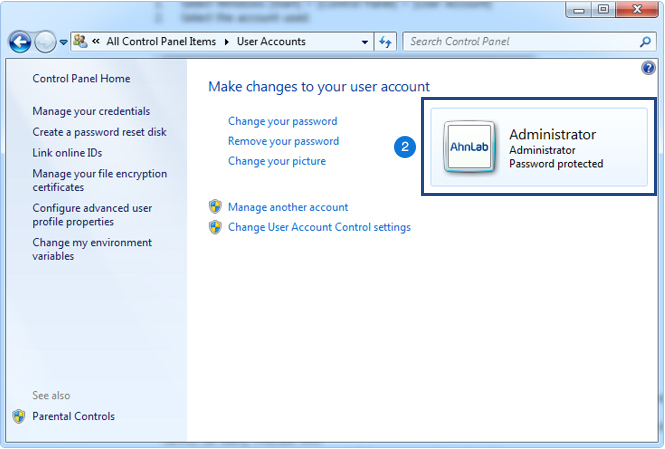 All Control Panel Items
User Accounts
Search Control Panel
Control Panel Home
Manage your credentials
Create a password reset disk
Link online IDs
Manage your file encryption
certificates
Configure advanced user
profile properties
Change my environment
variables
See also
Parental Controls
Make changes to your user account
Change your password
Remove your password
Change your picture
Manage another account
Change User Account Control settings
2
AhnLab
Administrator
Administrator
Password protected